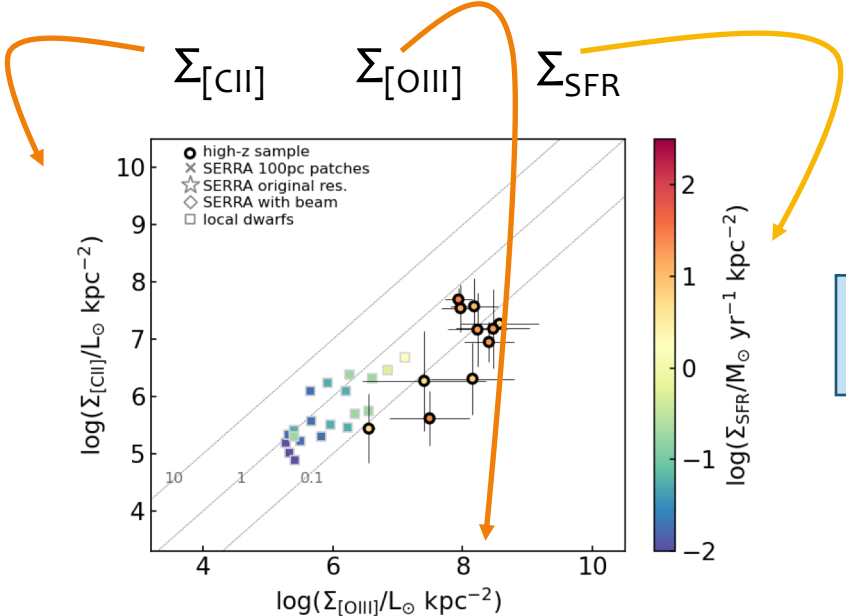 Σ[CII] Σ[OIII] ΣSFR
high-z sample
SERRA 100pc patches
SERRA original res.
SERRA with beam
local dwarfs
10
9
8
7
6
5
4
log(Σ[CII]/L⊙ kpc⁻²)
10 1 0.1
4 6 8 10
log(Σ[OIII]/L⊙ kpc⁻²)
2
1
0
−1
−2
log(ΣSFR/M⊙ yr⁻¹ kpc⁻²)